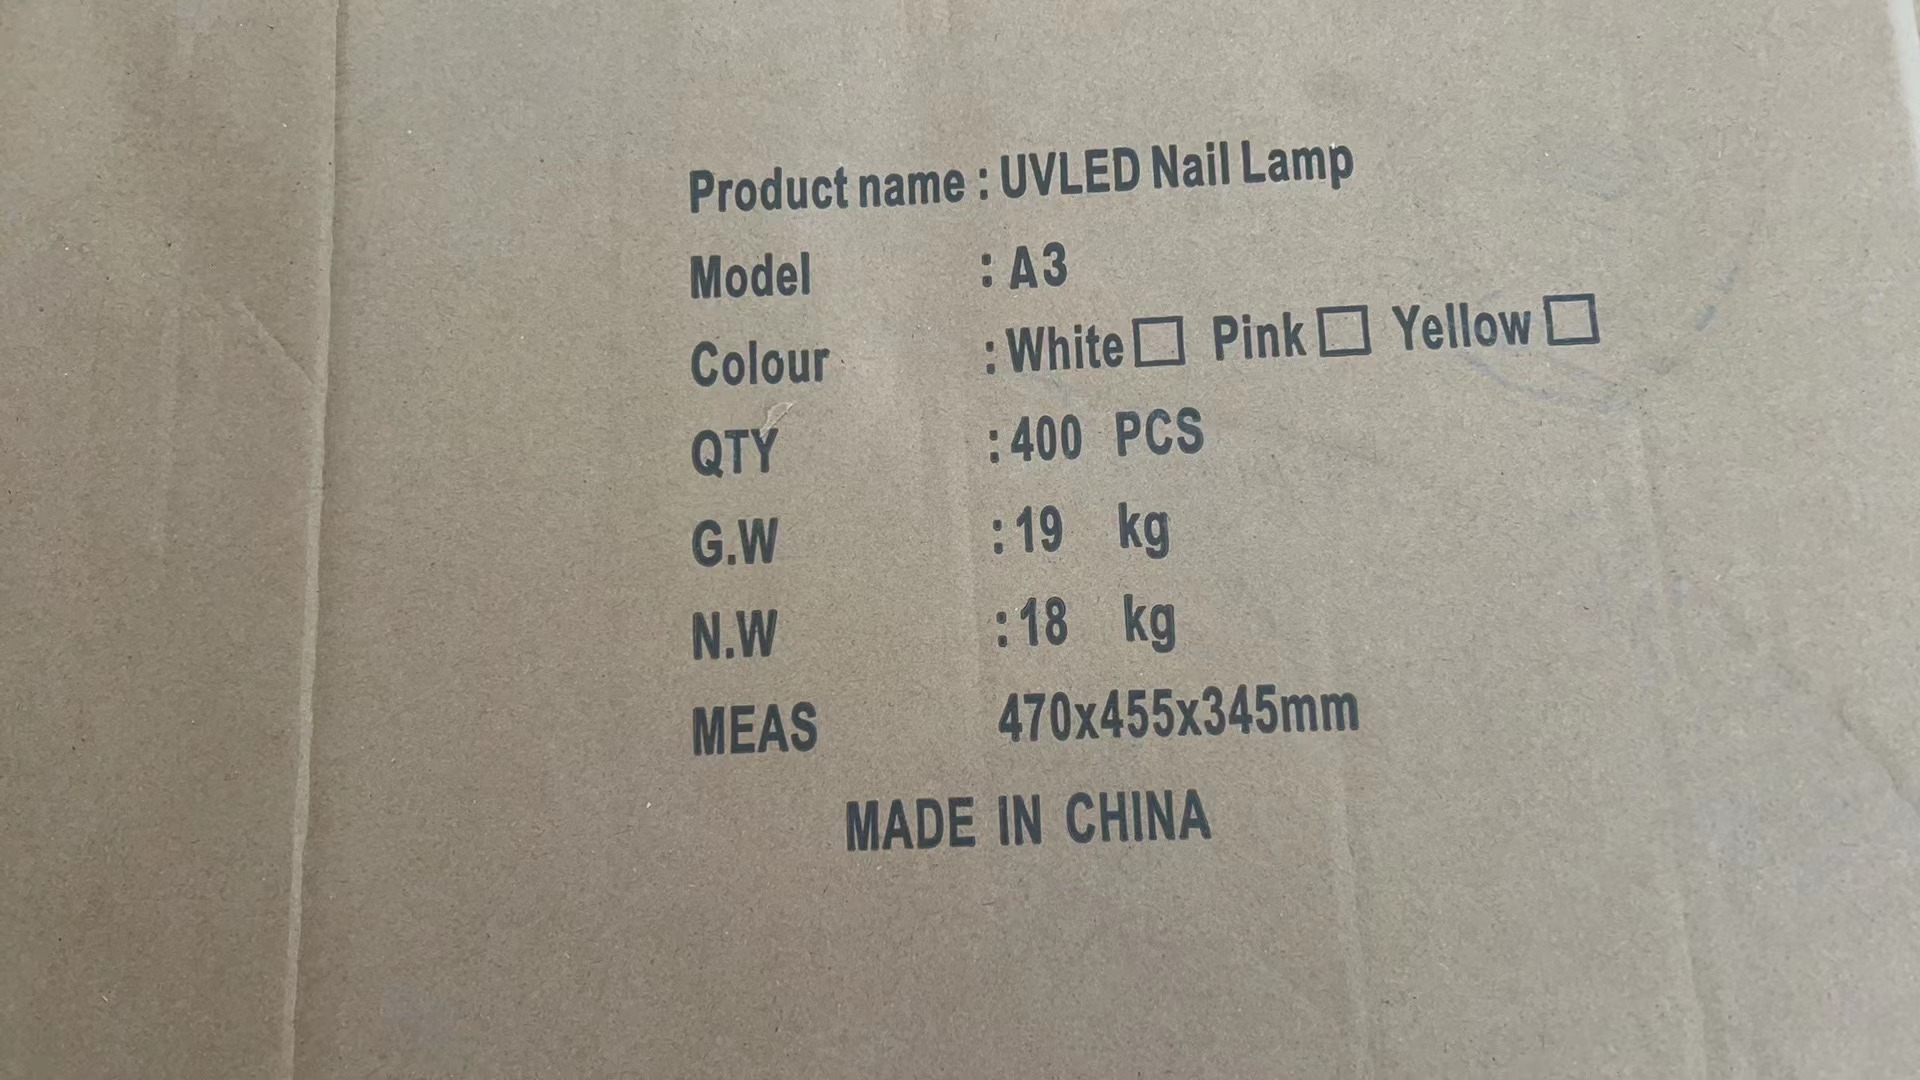 Product name : UVLED Nail Lamp
Model : A3
Colour : White □ Pink □ Yellow □
QTY : 400 PCS
G.W : 19 kg
N.W : 18 kg
MEAS 470x455x345mm
MADE IN CHINA